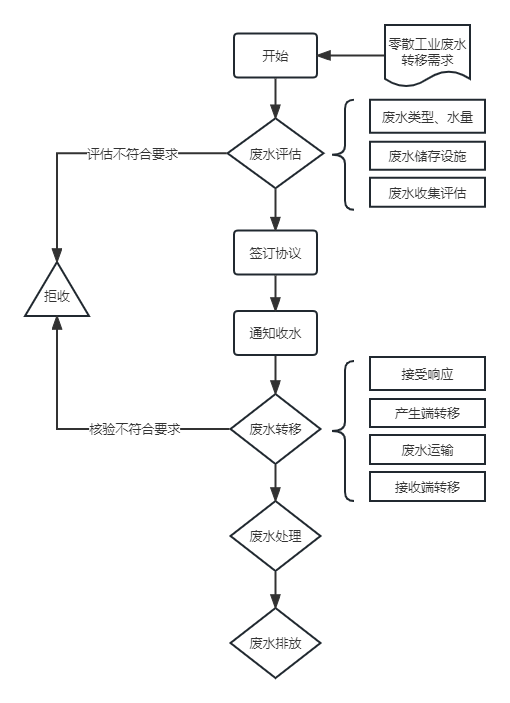 开始
零散工业废水
转移需求
废水评估
废水类型、水量
废水储存设施
废水收集评估
评估不符合要求
签订协议
拒收
通知收水
核验不符合要求
废水转移
接受响应
产生端转移
废水运输
接收端转移
废水处理
废水排放